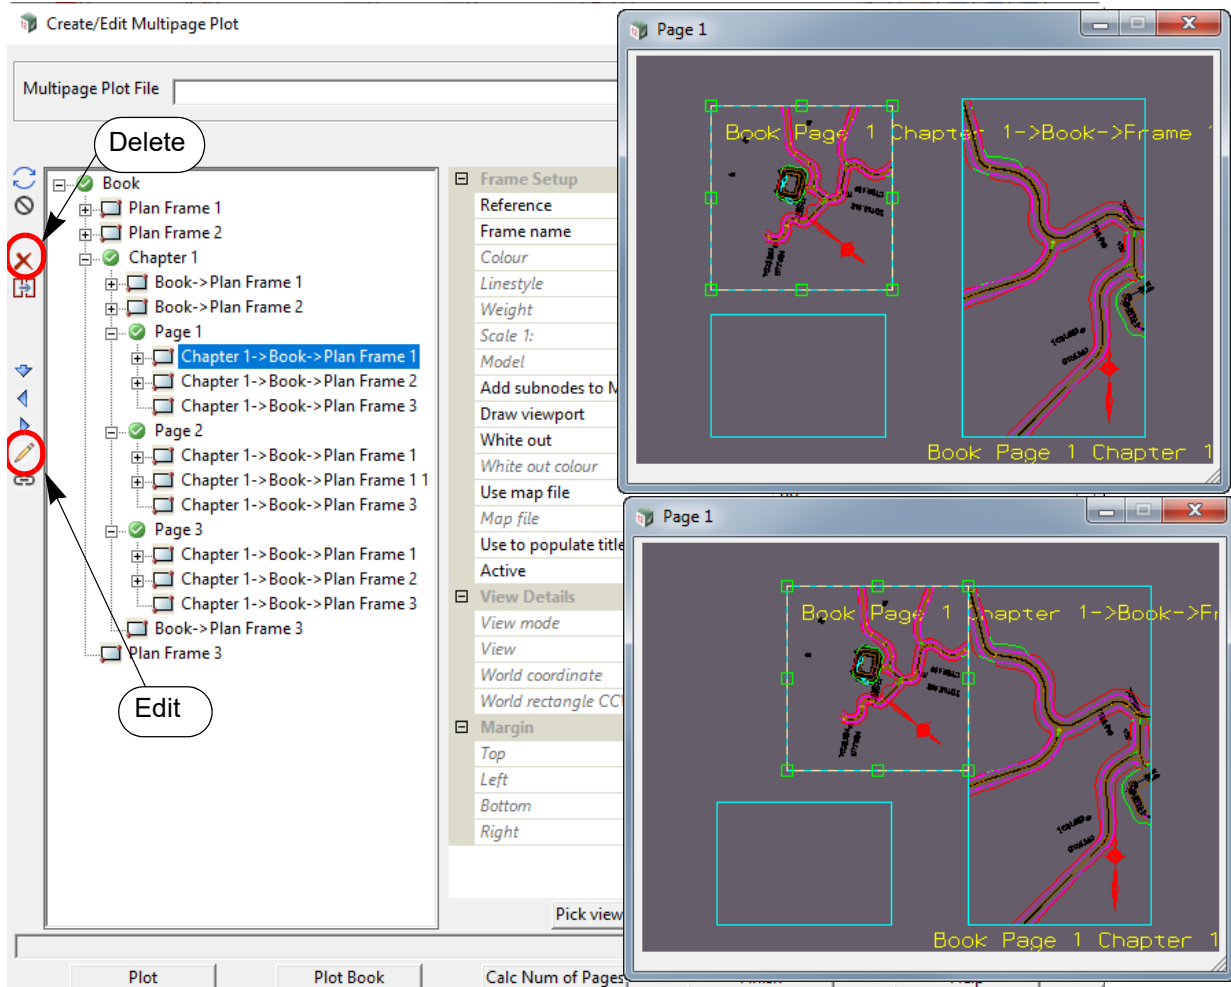 Create/Edit Multipage Plot
Multipage Plot File
Delete
Book
Plan Frame 1
Plan Frame 2
Chapter 1
Book->Plan Frame 1
Book->Plan Frame 2
Page 1
Chapter 1->Book->Plan Frame 1
Chapter 1->Book->Plan Frame 2
Chapter 1->Book->Plan Frame 3
Page 2
Chapter 1->Book->Plan Frame 1
Chapter 1->Book->Plan Frame 1 1
Chapter 1->Book->Plan Frame 3
Page 3
Chapter 1->Book->Plan Frame 1
Chapter 1->Book->Plan Frame 2
Chapter 1->Book->Plan Frame 3
Book->Plan Frame 3
Plan Frame 3
Edit
Frame Setup
Reference
Frame name
Colour
Linestyle
Weight
Scale 1:
Model
Add subnodes to M
Draw viewport
White out
White out colour
Use map file
Map file
Use to populate title
Active
View Details
View mode
View
World coordinate
World rectangle CC
Margin
Top
Left
Bottom
Right
Pick view
Plot
Plot Book
Calc Num of Pages
Page 1
Book Page 1 Chapter 1->Book->Frame 1
Book Page 1 Chapter 1
Page 1
Book Page 1 Chapter 1->Book->Fr
Book Page 1 Chapter 1